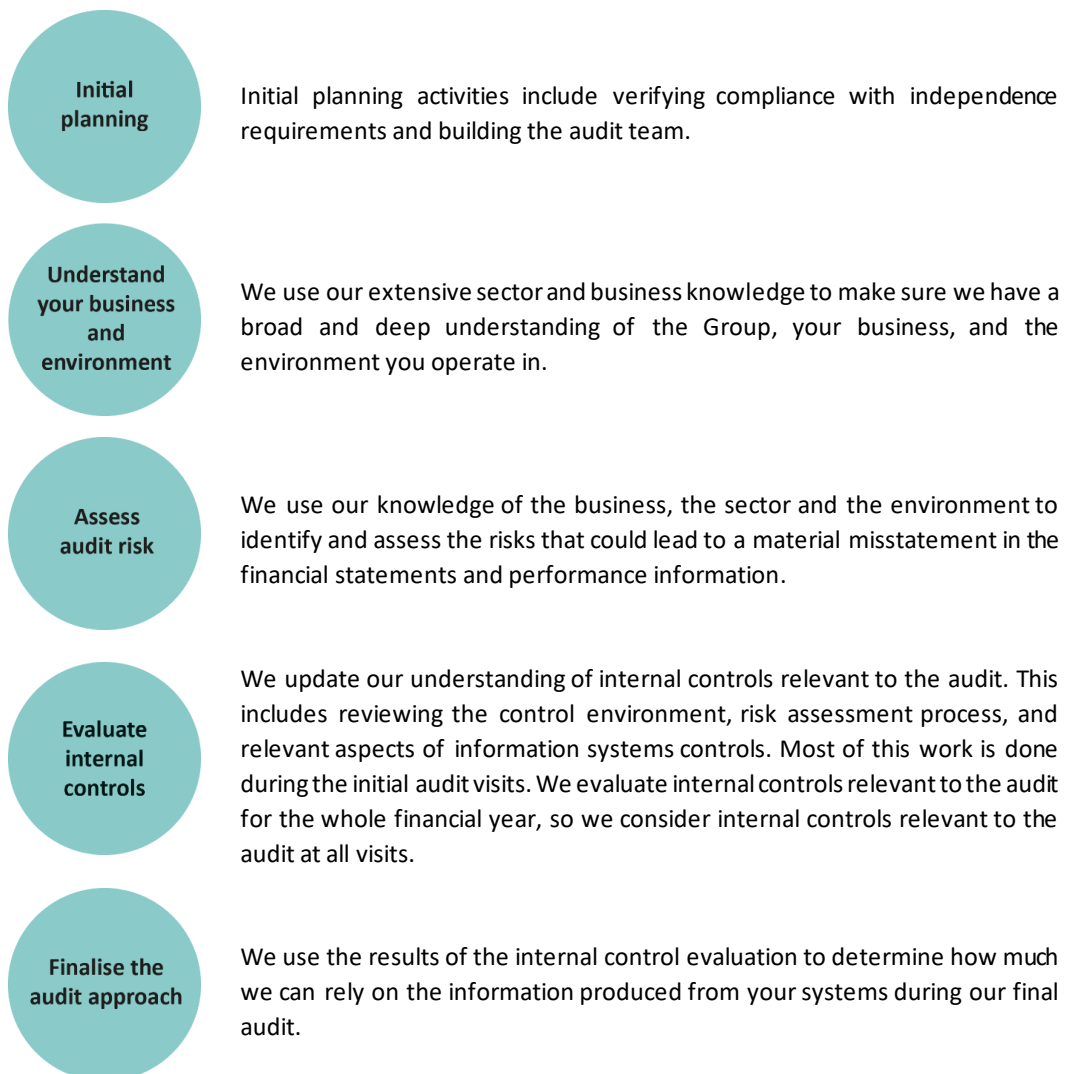 Initial
planning
Initial planning activities include verifying compliance with independence
requirements and building the audit team.
Understand
your business
and
environment
We use our extensive sector and business knowledge to make sure we have a
broad and deep understanding of the Group, your business, and the
environment you operate in.
Assess
audit risk
We use our knowledge of the business, the sector and the environment to
identify and assess the risks that could lead to a material misstatement in the
financial statements and performance information.
Evaluate
internal
controls
We update our understanding of internal controls relevant to the audit. This
includes reviewing the control environment, risk assessment process, and
relevant aspects of information systems controls. Most of this work is done
during the initial audit visits. We evaluate internal controls relevant to the audit
for the whole financial year, so we consider internal controls relevant to the
audit at all visits.
Finalise the
audit approach
We use the results of the internal control evaluation to determine how much
we can rely on the information produced from your systems during our final
audit.